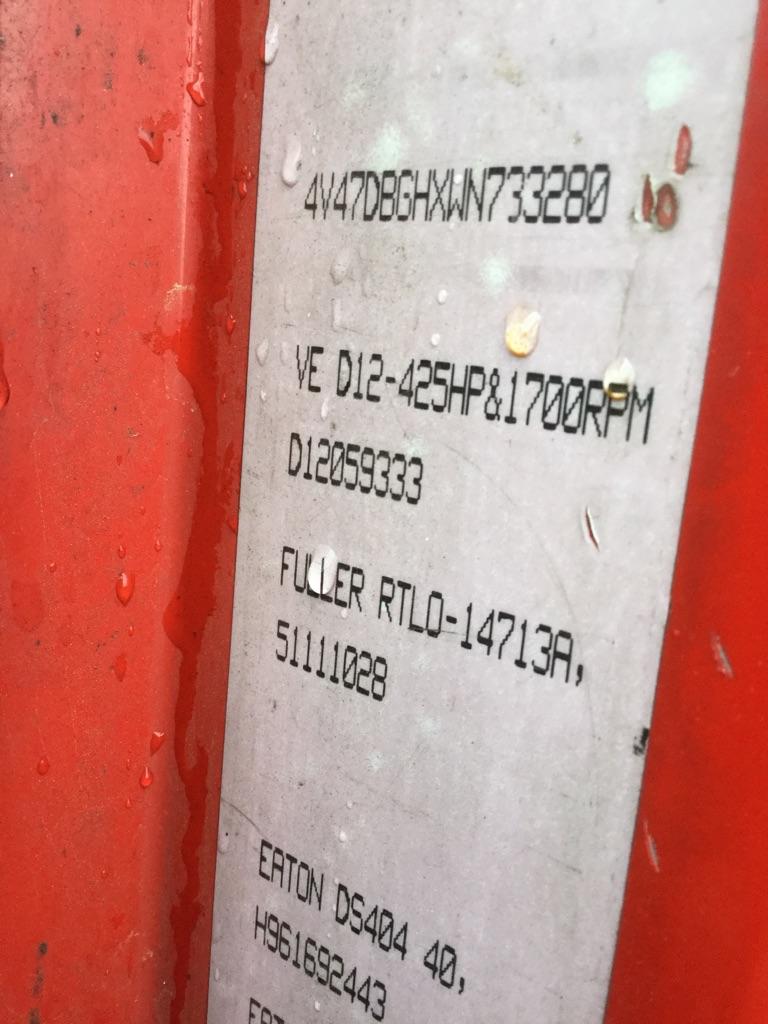 4V47DBGHXWN733280
VE D12-425HP&1700RPM
D12059333
FULLER RTLO-14713A,
51111028
EATON DS404 40,
H961692443